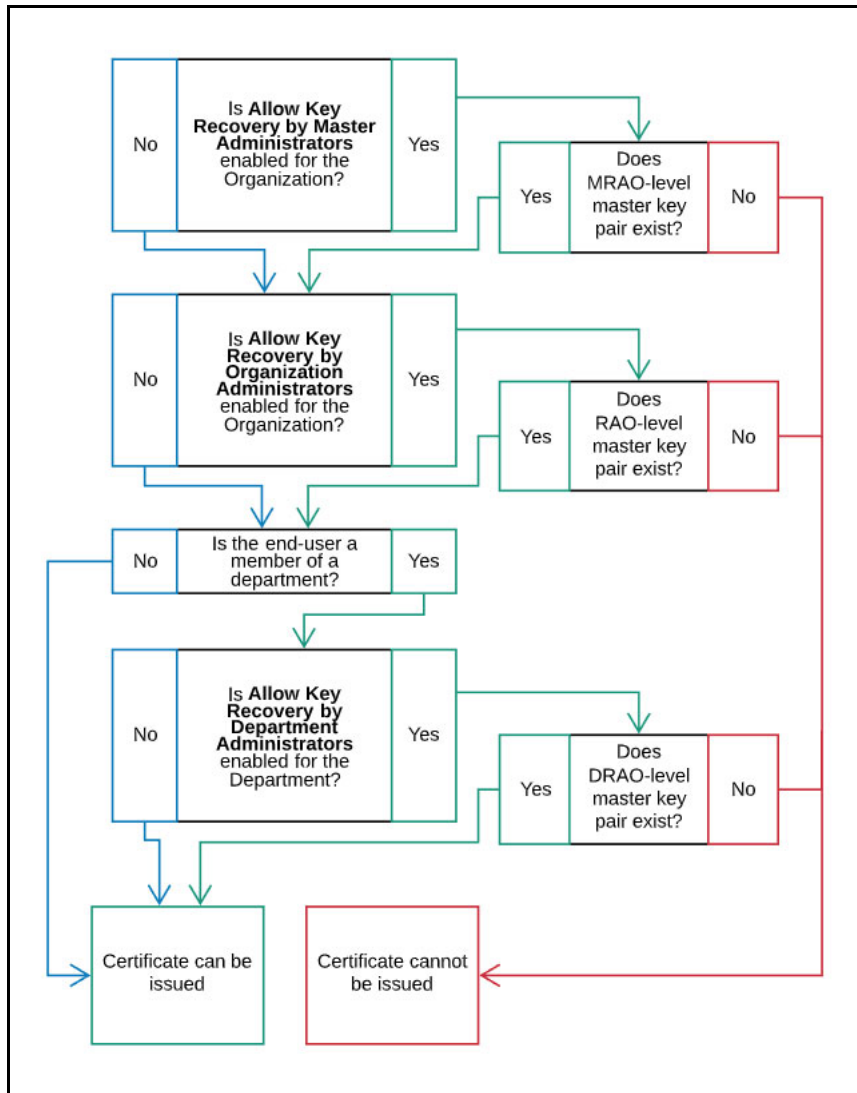 No
Is Allow Key
Recovery by Master
Administrators
enabled for the
Organization?
Yes
Yes
Does
MRAO-level
master key
pair exist?
No
No
Is Allow Key
Recovery by
Organization
Administrators
enabled for the
Organization?
Yes
Yes
Does
RAO-level
master key
pair exist?
No
No
Is the end-user a
member of a
department?
Yes
No
Is Allow Key
Recovery by
Department
Administrators
enabled for the
Department?
Yes
Yes
Does
DRAO-level
master key
pair exist?
No
Certificate can be
issued
Certificate cannot
be issued